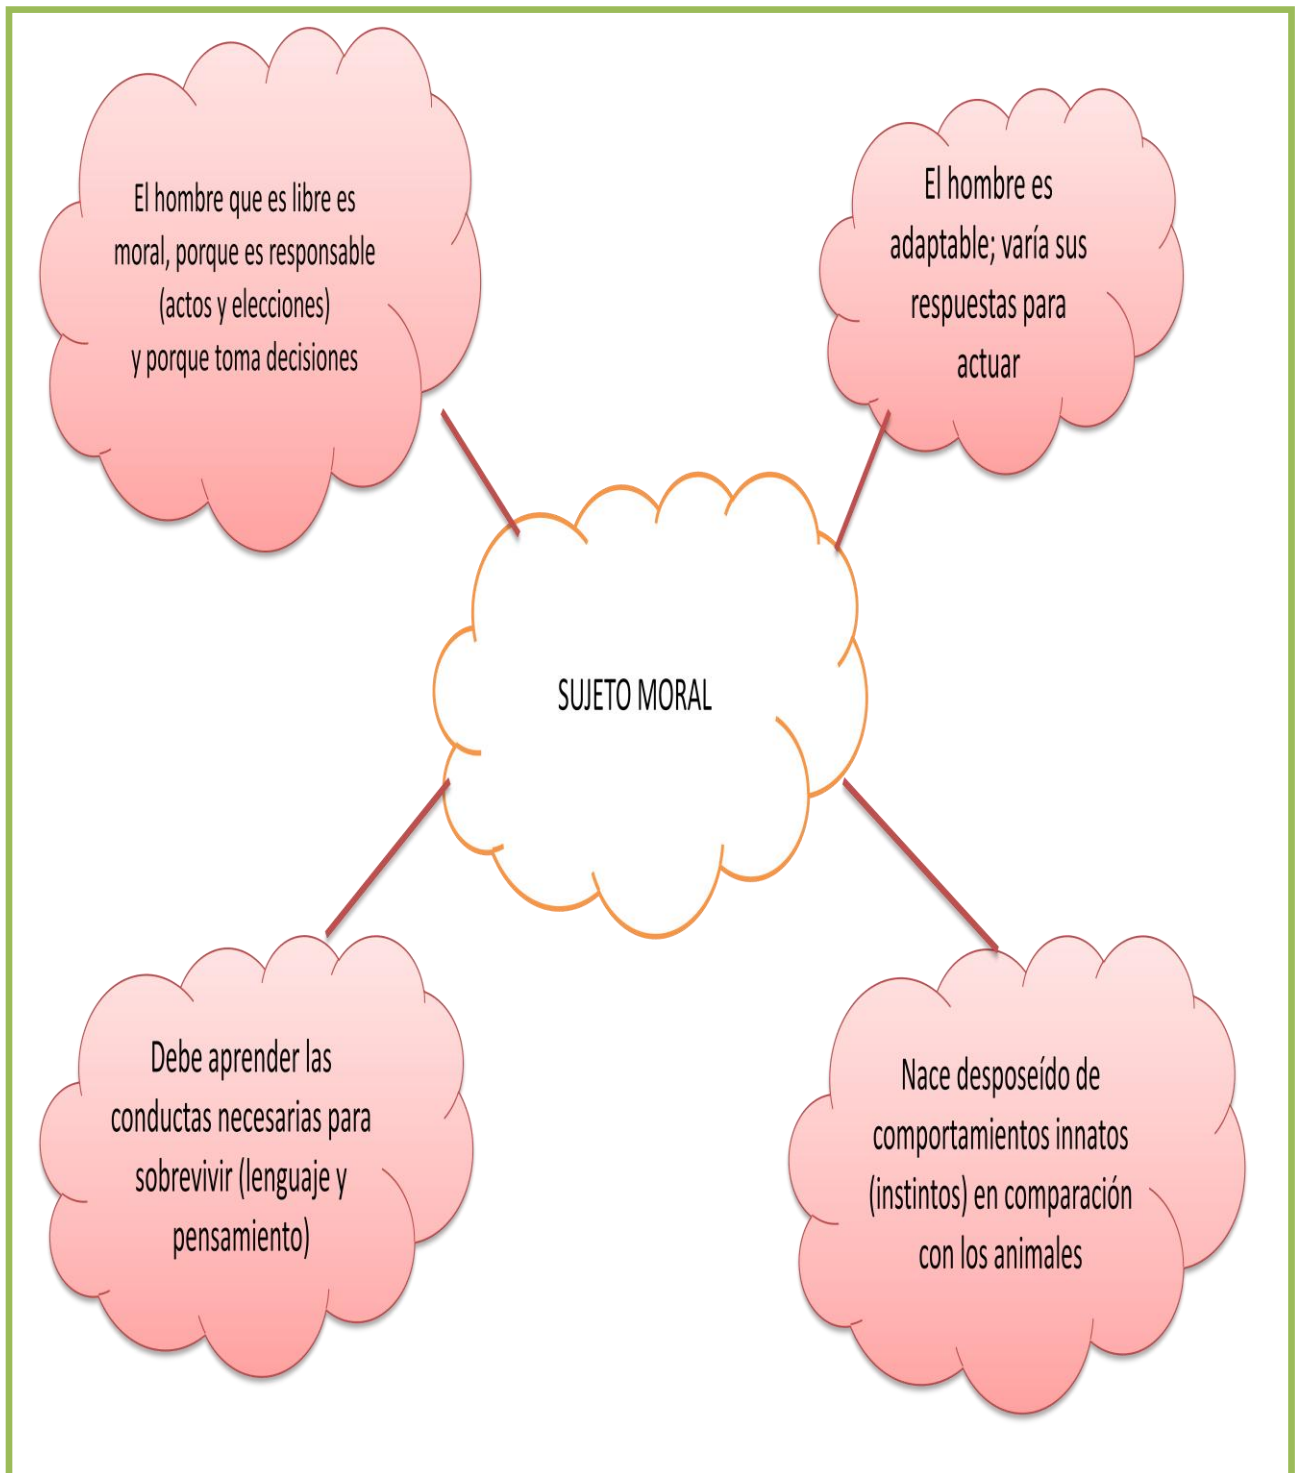 El hombre que es libre es
moral, porque es responsable
(actos y elecciones)
y porque toma decisiones
El hombre es
adaptable; varía sus
respuestas para
actuar
SUJETO MORAL
Debe aprender las
conductas necesarias para
sobrevivir (lenguaje y
pensamiento)
Nace desposeído de
comportamientos innatos
(instintos) en comparación
con los animales